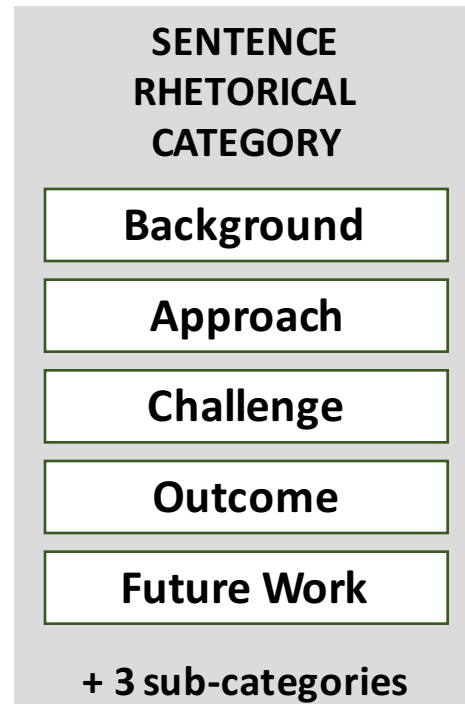 SENTENCE
RHETORICAL
CATEGORY
Background
Approach
Challenge
Outcome
Future Work
+ 3 sub-categories